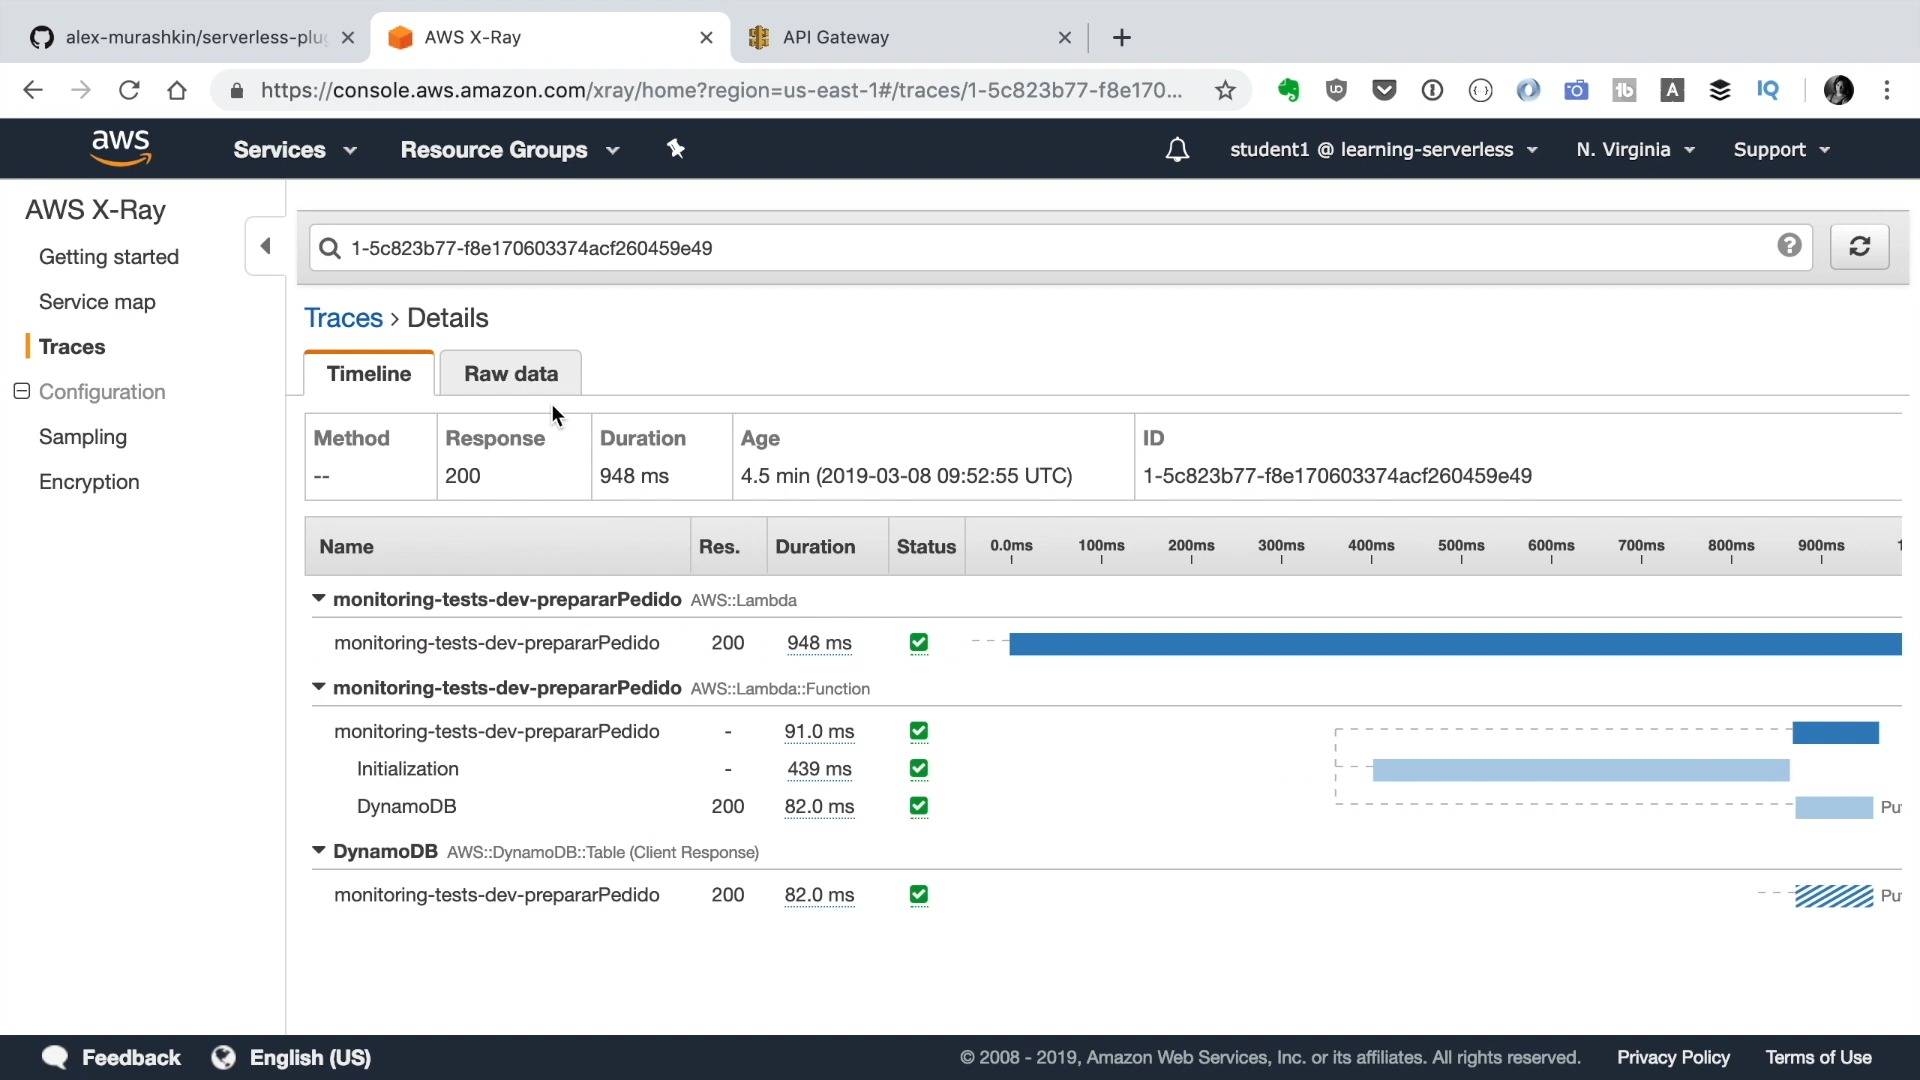 alex-murashkin/serverless-plu
AWS X-Ray
API Gateway
https://console.aws.amazon.com/xray/home?region=us-east-1#/traces/1-5c823b77-f8e170...
aws
Services
Resource Groups
student1 @ learning-serverless
N. Virginia
Support
AWS X-Ray
Getting started
Service map
Traces
Configuration
Sampling
Encryption
1-5c823b77-f8e170603374acf260459e49
Traces > Details
Timeline
Raw data
Method Response Duration Age ID
-- 200 948 ms 4.5 min (2019-03-08 09:52:55 UTC) 1-5c823b77-f8e170603374acf260459e49
Name Res. Duration Status 0.0ms 100ms 200ms 300ms 400ms 500ms 600ms 700ms 800ms 900ms 1
monitoring-tests-dev-prepararPedido AWS::Lambda
monitoring-tests-dev-prepararPedido 200 948 ms
monitoring-tests-dev-prepararPedido AWS::Lambda::Function
monitoring-tests-dev-prepararPedido - 91.0 ms
Initialization - 439 ms
DynamoDB 200 82.0 ms Pu
DynamoDB AWS::DynamoDB::Table (Client Response)
monitoring-tests-dev-prepararPedido 200 82.0 ms Pu
Feedback
English (US)
© 2008 - 2019, Amazon Web Services, Inc. or its affiliates. All rights reserved.
Privacy Policy
Terms of Use